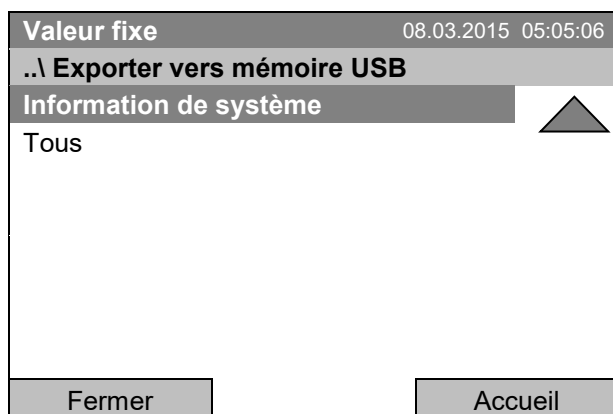 Valeur fixe 08.03.2015 05:05:06
..\ Exporter vers mémoire USB
Information de système
Tous
Fermer Accueil